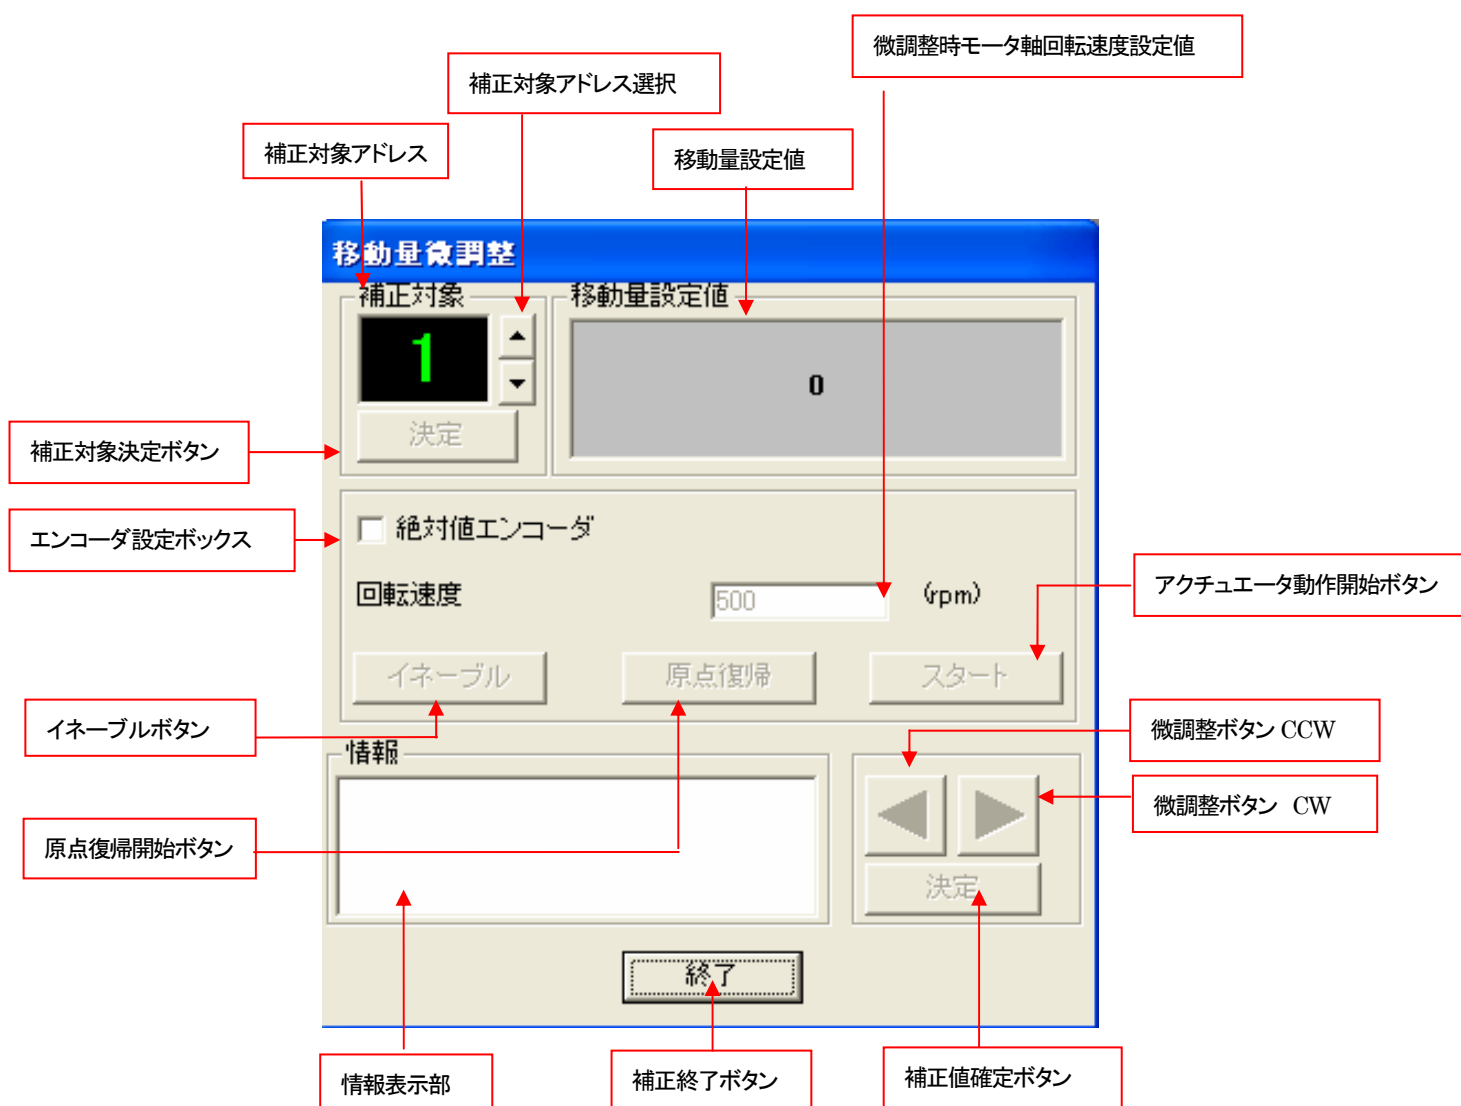 微調整時モータ軸回転速度設定値
補正対象アドレス選択
補正対象アドレス
移動量設定値
移動量微調整
補正対象
移動量設定値
1
0
決定
補正対象決定ボタン
エンコーダ設定ボックス
絶対値エンコーダ
回転速度
500
(rpm)
アクチュエータ動作開始ボタン
イネーブル
原点復帰
スタート
イネーブルボタン
微調整ボタン CCW
情報
微調整ボタン CW
原点復帰開始ボタン
決定
終了
情報表示部
補正終了ボタン
補正値確定ボタン